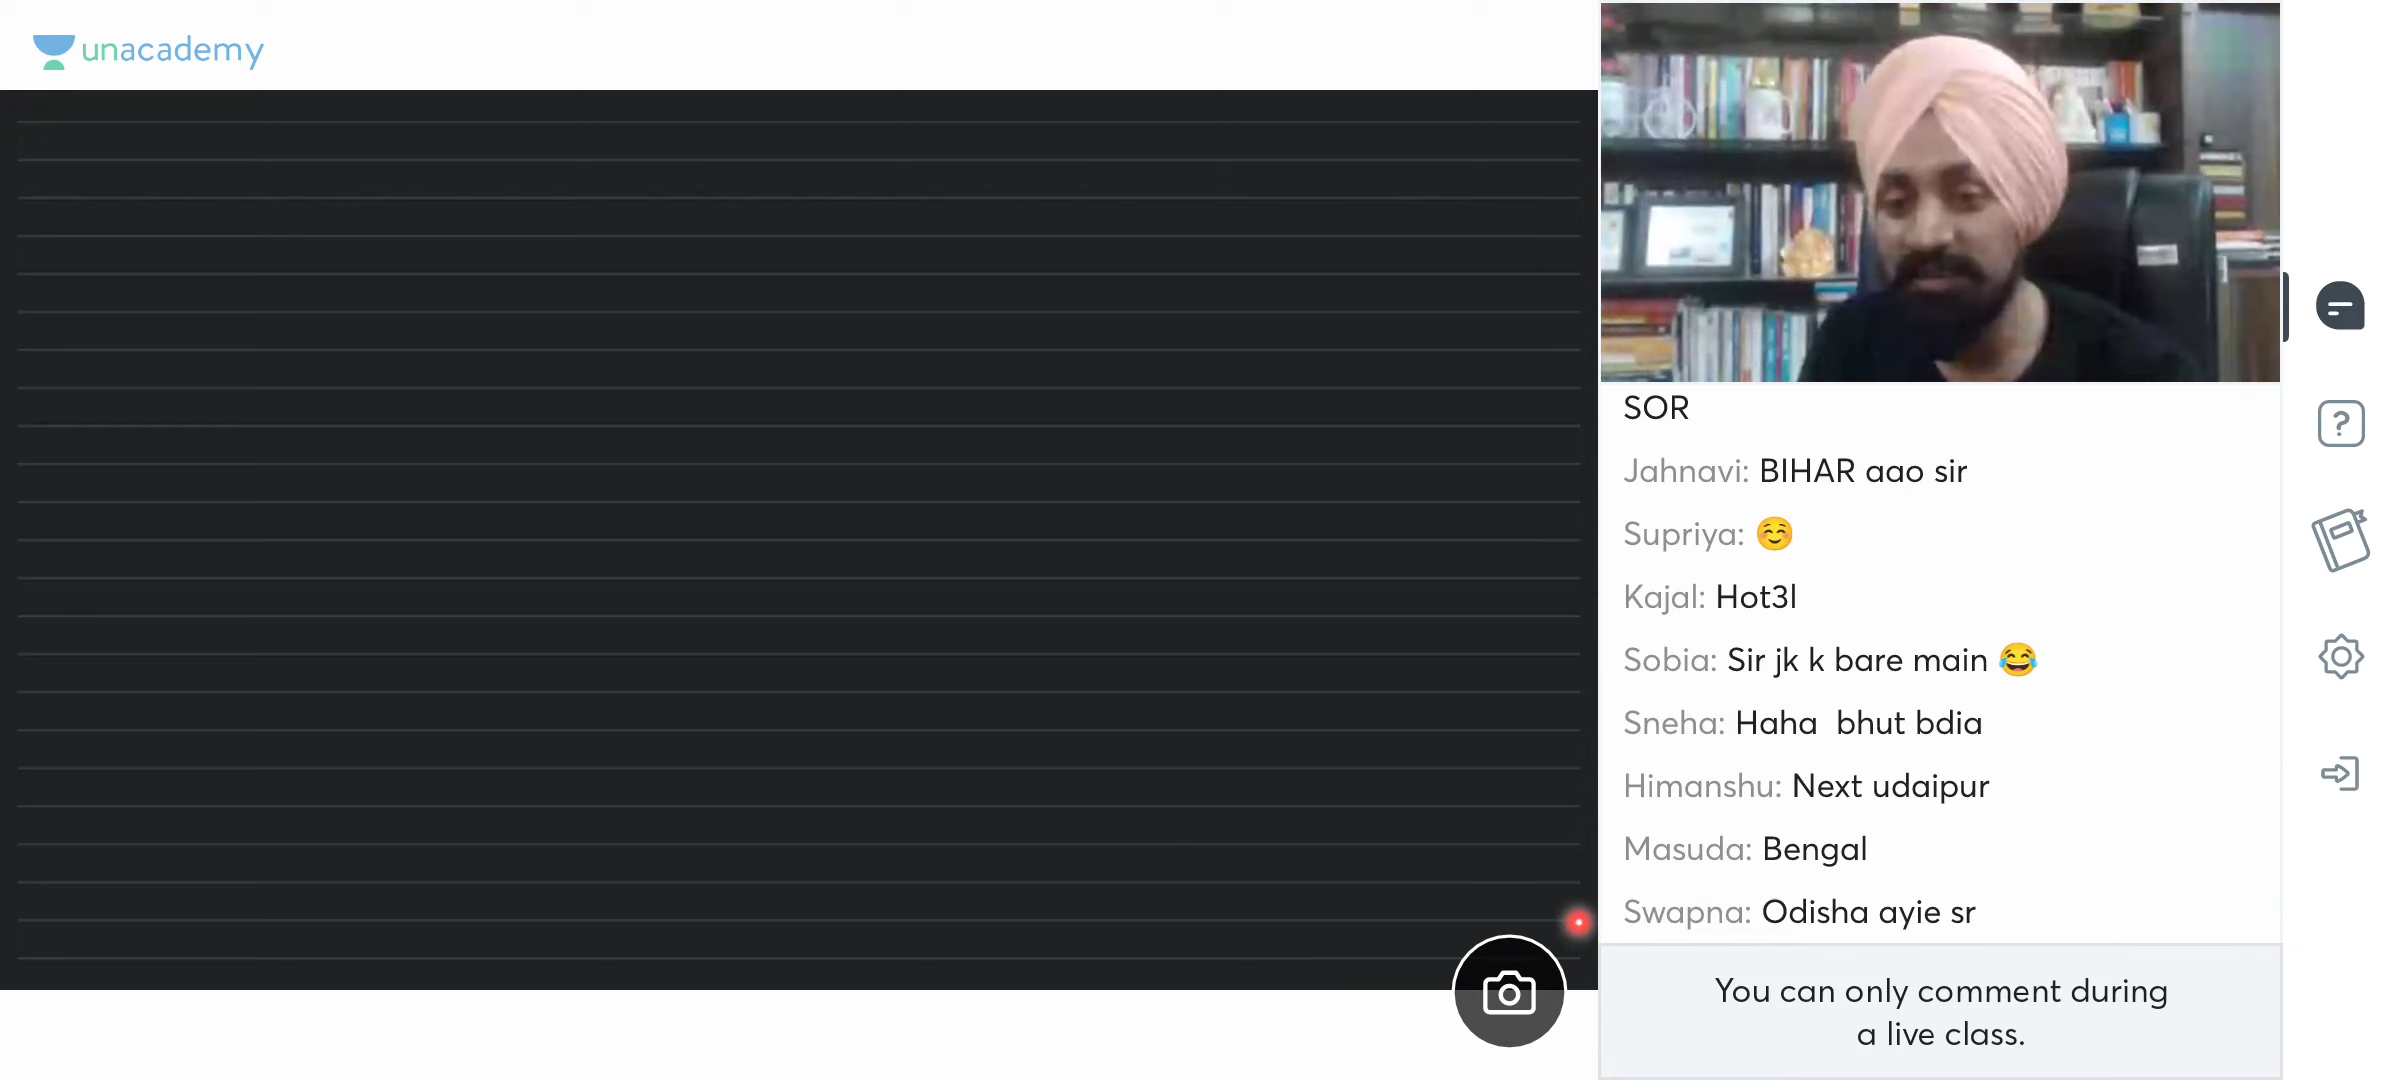 unacademy
SOR
Jahnavi: BIHAR aao sir
Supriya: ☺️
Kajal: Hot3l
Sobia: Sir jk k bare main 😂
Sneha: Haha  bhut bdia
Himanshu: Next udaipur
Masuda: Bengal
Swapna: Odisha ayie sr
You can only comment during
a live class.